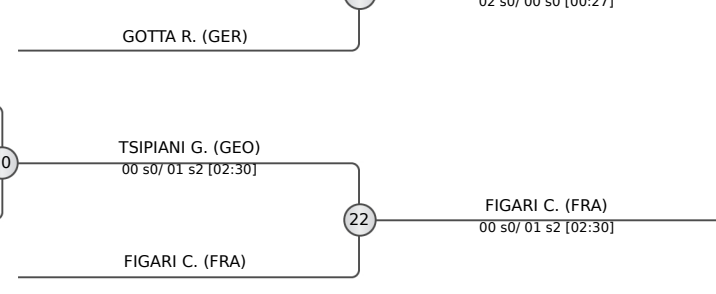 02 s0/ 00 s0 [00:27]
GOTTA R. (GER)
TSIPIANI G. (GEO)
0
00 s0/ 01 s2 [02:30]
FIGARI C. (FRA)
22
00 s0/ 01 s2 [02:30]
FIGARI C. (FRA)